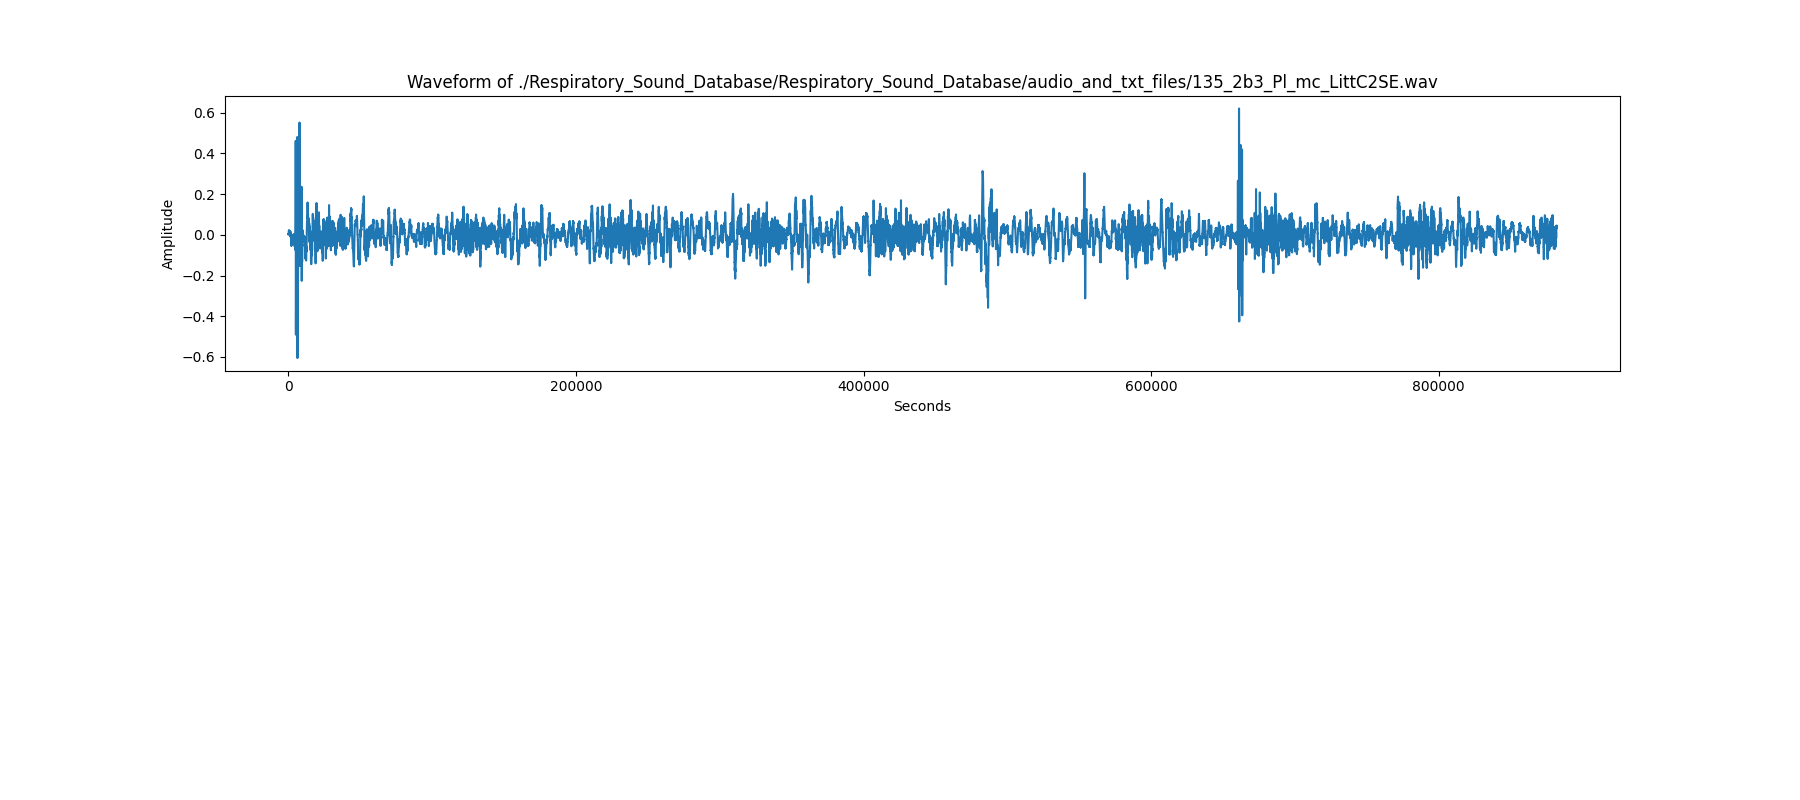 Waveform of ./Respiratory_Sound_Database/Respiratory_Sound_Database/audio_and_txt_files/135_2b3_Pl_mc_LittC2SE.wav
0.6
0.4
0.2
0.0
−0.2
−0.4
−0.6
Amplitude
0 200000 400000 600000 800000
Seconds